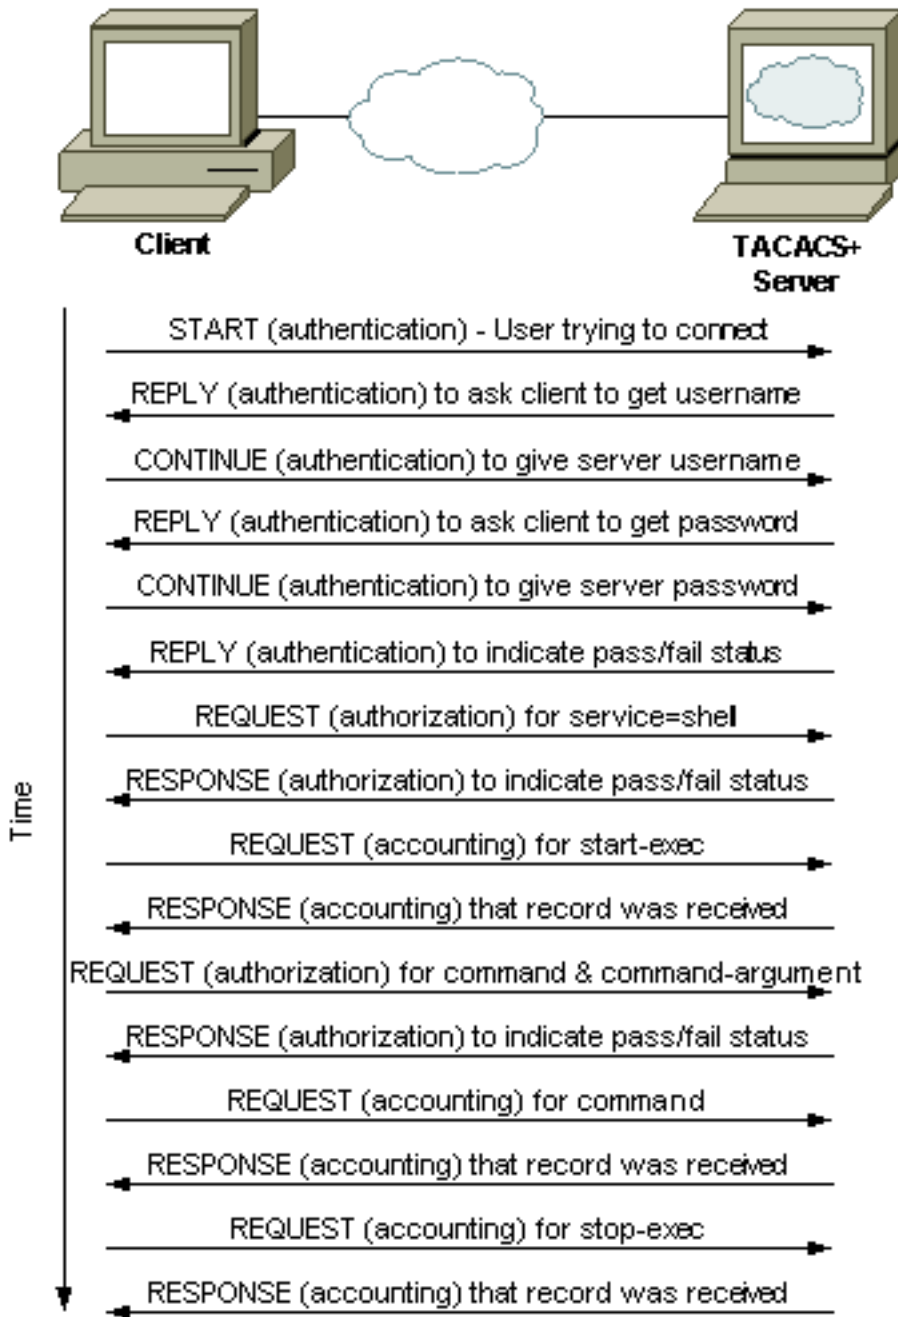 Client
TACACS+
Server
START (authentication) - User trying to connect
REPLY (authentication) to ask client to get username
CONTINUE (authentication) to give server username
REPLY (authentication) to ask client to get password
CONTINUE (authentication) to give server password
REPLY (authentication) to indicate pass/fail status
REQUEST (authorization) for service=shell
RESPONSE (authorization) to indicate pass/fail status
Time
REQUEST (accounting) for start-exec
RESPONSE (accounting) that record was received
REQUEST (authorization) for command & command-argument
RESPONSE (authorization) to indicate pass/fail status
REQUEST (accounting) for command
RESPONSE (accounting) that record was received
REQUEST (accounting) for stop-exec
RESPONSE (accounting) that record was received